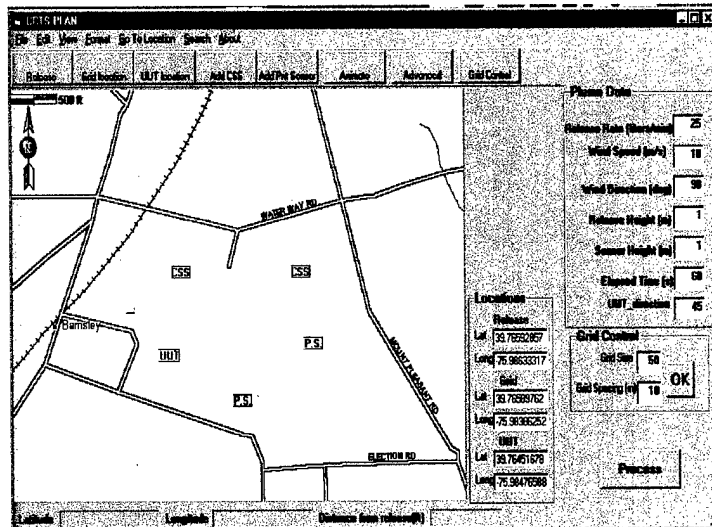 CCTS PLAN
File Edit View Format Go To Location Search About
Release Grid location UUT location Add CSS Add Pnt Sensor Animate Advanced Grid Control
500 ft
N
WATER WAY RD
CSS CSS
Barnsley
UUT
P.S.
P.S.
MOUNT PLEASANT RD
ELECTION RD
Plume Data
Release Rate 25
Wind Speed (m/s) 10
Wind Direction (deg) 90
Release Height (m) 1
Sensor Height (m) 1
Elapsed Time (s) 60
UUT_direction 45
Locations
Release
Lat 39.76592857
Long -75.98633317
Grid
Lat 39.76589762
Long -75.98366252
UUT
Lat 39.76451678
Long -75.98476588
Grid Control
Grid Size 50
Grid Spacing (m) 10
OK
Process
Latitude Longitude Distance from release(ft)